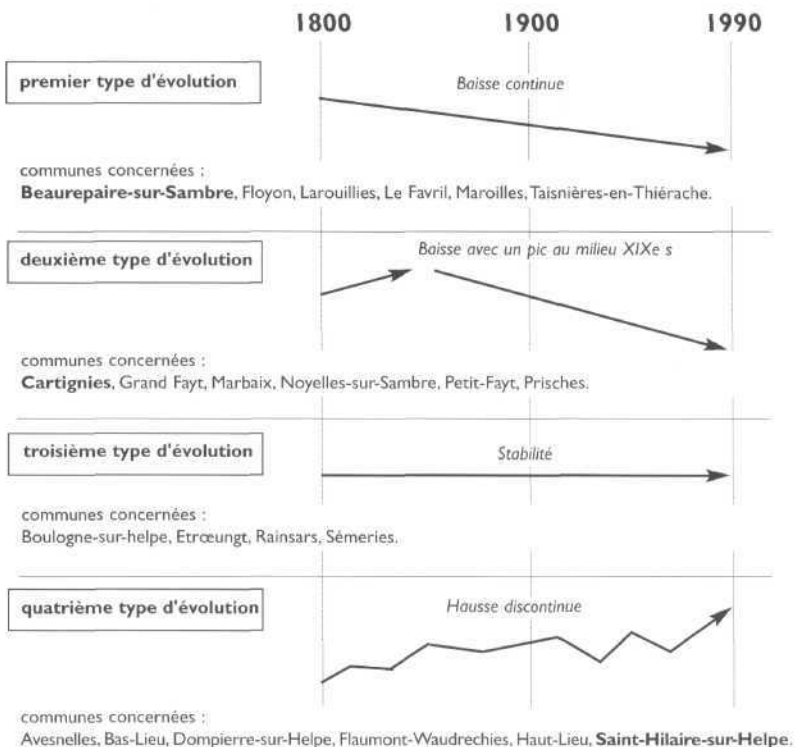 1800 1900 1990
premier type d'évolution
Baisse continue
communes concernées :
Beaurepaire-sur-Sambre, Floyon, Larouillies, Le Favril, Maroilles, Taisnières-en-Thiérache.
deuxième type d'évolution
Baisse avec un pic au milieu XIXe s
communes concernées :
Cartignies, Grand Fayt, Marbaix, Noyelles-sur-Sambre, Petit-Fayt, Prisches.
troisième type d'évolution
Stabilité
communes concernées :
Boulogne-sur-helpe, Etrœungt, Rainsars, Sémeries.
quatrième type d'évolution
Hausse discontinue
communes concernées :
Avesnelles, Bas-Lieu, Dompierre-sur-Helpe, Flaumont-Waudrechies, Haut-Lieu, Saint-Hilaire-sur-Helpe.